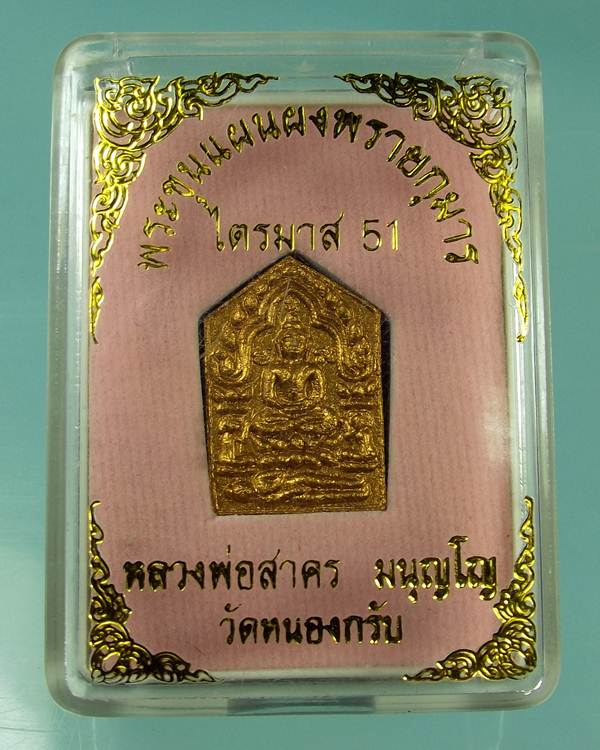 พระขุนแผนผงพรายกุมาร
ไตรมาส 51
หลวงพ่อสาคร มนุญโญ
วัดหนองกรับ